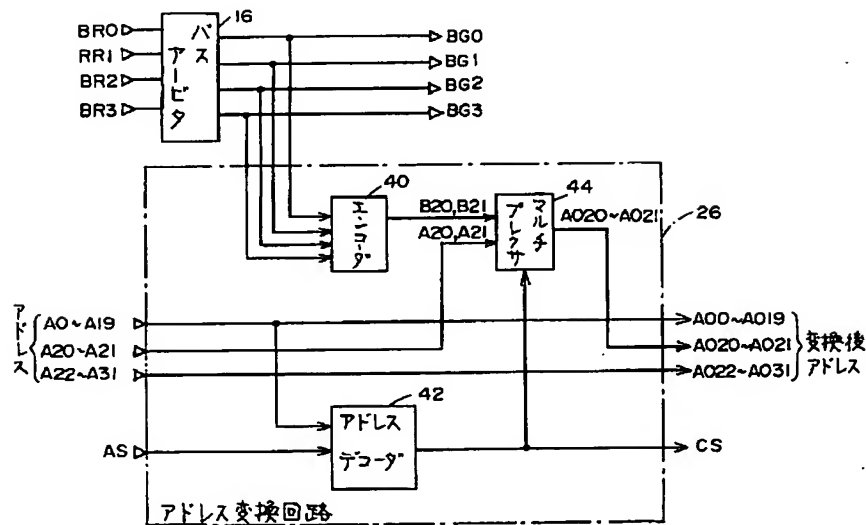 16
BR0
RR1
BR2
BR3
バス
アービタ
BG0
BG1
BG2
BG3
40
エンコーダ
B20,B21
A20,A21
44
マルチ
プレクサ
A020~A021
26
アドレス
A0~A19
A20~A21
A22~A31
A00~A019
A020~A021
A022~A031
変換後
アドレス
42
アドレス
デコーダ
AS
CS
アドレス変換回路